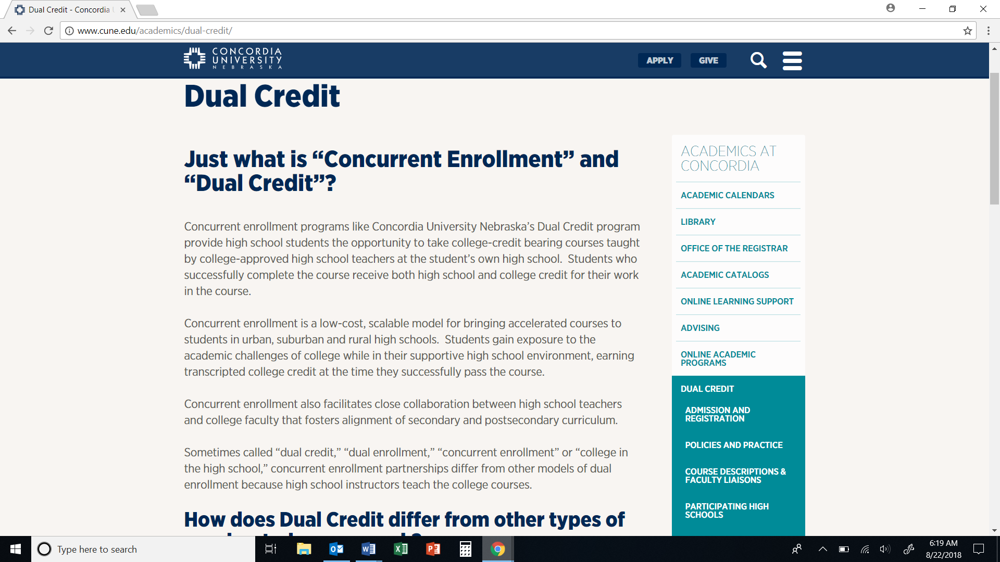 Dual Credit - Concordia
www.cune.edu/academics/dual-credit/
CONCORDIA
UNIVERSITY
NEBRASKA
APPLY
GIVE
Dual Credit
Just what is “Concurrent Enrollment” and
“Dual Credit”?
Concurrent enrollment programs like Concordia University Nebraska’s Dual Credit program
provide high school students the opportunity to take college-credit bearing courses taught
by college-approved high school teachers at the student’s own high school.  Students who
successfully complete the course receive both high school and college credit for their work
in the course.
Concurrent enrollment is a low-cost, scalable model for bringing accelerated courses to
students in urban, suburban and rural high schools.  Students gain exposure to the
academic challenges of college while in their supportive high school environment, earning
transcripted college credit at the time they successfully pass the course.
Concurrent enrollment also facilitates close collaboration between high school teachers
and college faculty that fosters alignment of secondary and postsecondary curriculum.
Sometimes called “dual credit,” “dual enrollment,” “concurrent enrollment” or “college in
the high school,” concurrent enrollment partnerships differ from other models of dual
enrollment because high school instructors teach the college courses.
How does Dual Credit differ from other types of
ACADEMICS AT
CONCORDIA
ACADEMIC CALENDARS
LIBRARY
OFFICE OF THE REGISTRAR
ACADEMIC CATALOGS
ONLINE LEARNING SUPPORT
ADVISING
ONLINE ACADEMIC
PROGRAMS
DUAL CREDIT
ADMISSION AND
REGISTRATION
POLICIES AND PRACTICE
COURSE DESCRIPTIONS &
FACULTY LIAISONS
PARTICIPATING HIGH
SCHOOLS
Type here to search
6:19 AM
8/22/2018